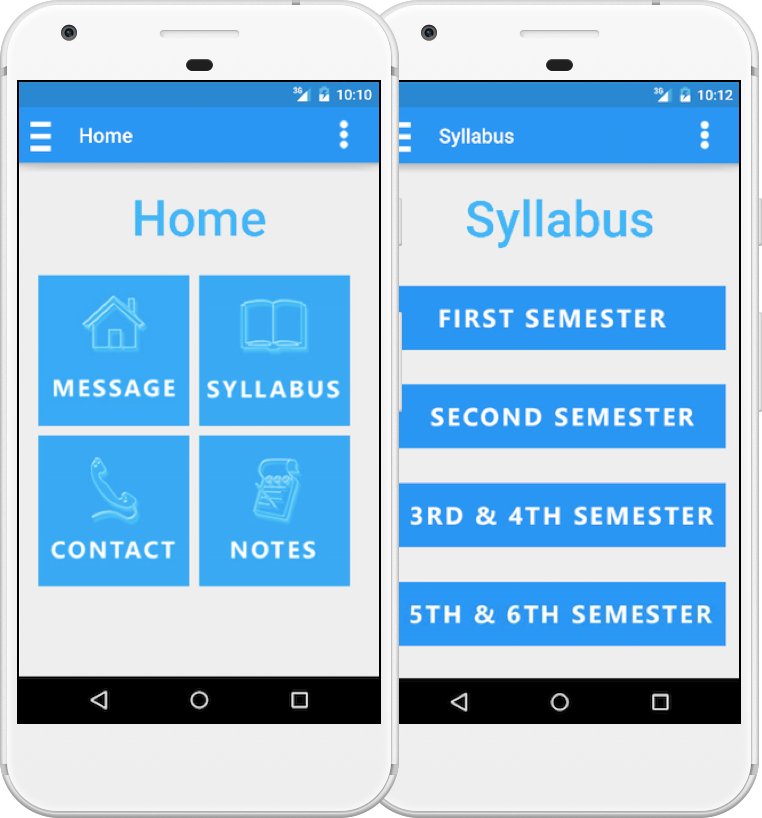 3G 10:10
Home
Home
MESSAGE SYLLABUS
CONTACT NOTES
3G 10:12
Syllabus
Syllabus
FIRST SEMESTER
SECOND SEMESTER
3RD & 4TH SEMESTER
5TH & 6TH SEMESTER